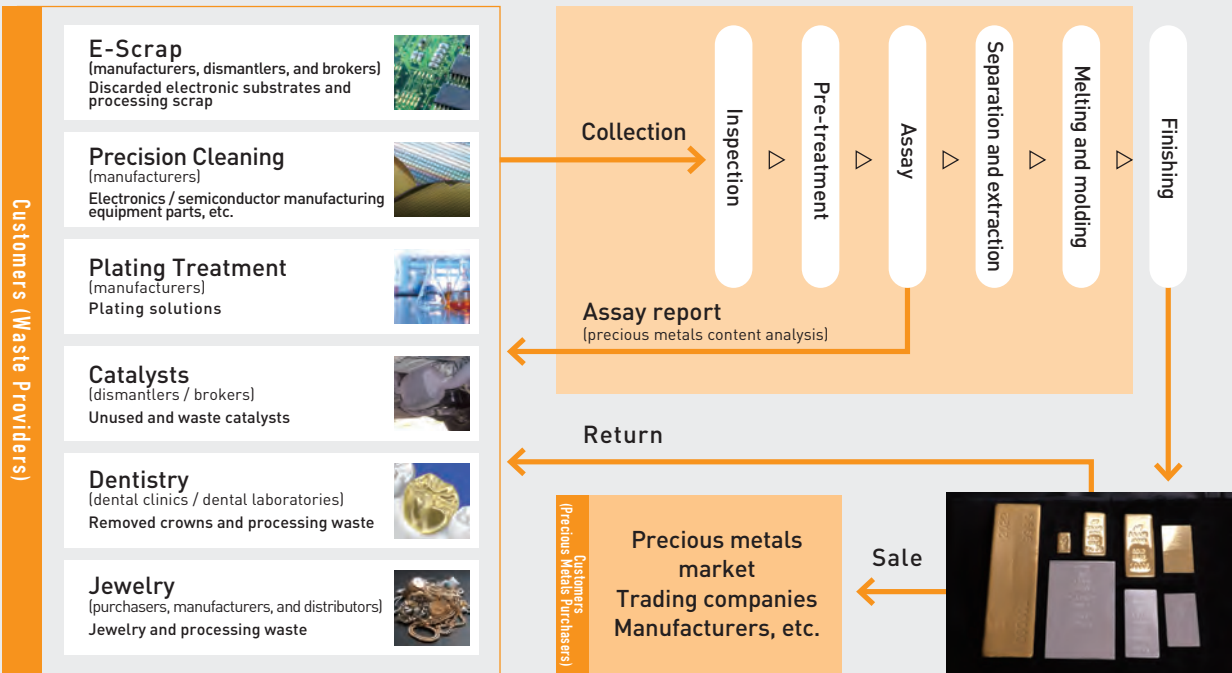 Customers (Waste Providers)
E-Scrap
(manufacturers, dismantlers, and brokers)
Discarded electronic substrates and
processing scrap
Precision Cleaning
(manufacturers)
Electronics / semiconductor manufacturing
equipment parts, etc.
Plating Treatment
(manufacturers)
Plating solutions
Catalysts
(dismantlers / brokers)
Unused and waste catalysts
Dentistry
(dental clinics / dental laboratories)
Removed crowns and processing waste
Jewelry
(purchasers, manufacturers, and distributors)
Jewelry and processing waste
Collection
Inspection
Pre-treatment
Assay
Separation and extraction
Melting and molding
Finishing
Assay report
(precious metals content analysis)
Return
Customers
(Precious Metals Purchasers)
Precious metals
market
Trading companies
Manufacturers, etc.
Sale